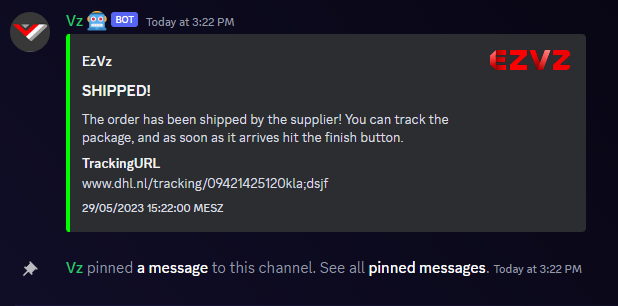 Vz BOT Today at 3:22 PM
EzVz
EZVZ
SHIPPED!
The order has been shipped by the supplier! You can track the
package, and as soon as it arrives hit the finish button.
TrackingURL
www.dhl.nl/tracking/09421425120kla;dsjf
29/05/2023 15:22:00 MESZ
Vz pinned a message to this channel. See all pinned messages. Today at 3:22 PM